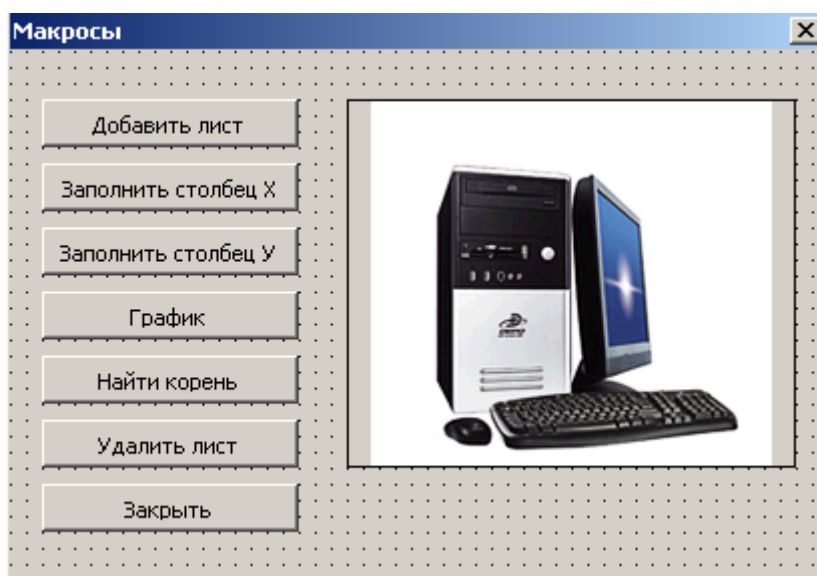 Макросы
Добавить лист
Заполнить столбец X
Заполнить столбец У
График
Найти корень
Удалить лист
Закрыть